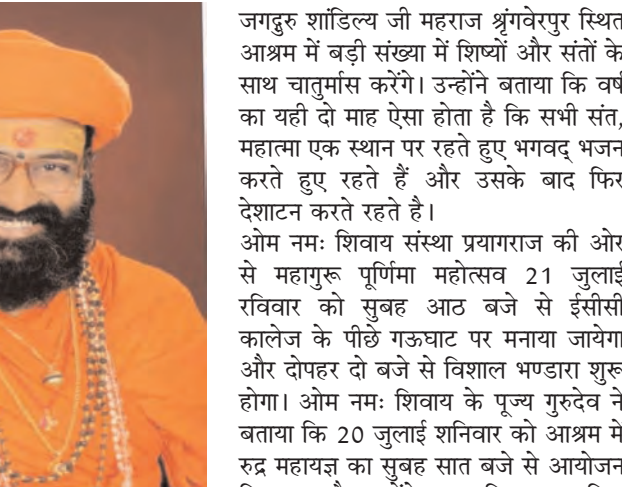 जगद्गुरु शांडिल्य जी महराज श्रृंगवेरपुर स्थित
आश्रम में बड़ी संख्या में शिष्यों और संतों के
साथ चातुर्मास करेंगे। उन्होंने बताया कि वर्ष
का यही दो माह ऐसा होता है कि सभी संत,
महात्मा एक स्थान पर रहते हुए भगवद् भजन
करते हुए रहते हैं और उसके बाद फिर
देशाटन करते रहते है।
ओम नमः शिवाय संस्था प्रयागराज की ओर
से महागुरू पूर्णिमा महोत्सव 21 जुलाई
रविवार को सुबह आठ बजे से ईसीसी
कालेज के पीछे गऊघाट पर मनाया जायेगा
और दोपहर दो बजे से विशाल भण्डारा शुरू
होगा। ओम नमः शिवाय के पूज्य गुरुदेव ने
बताया कि 20 जुलाई शनिवार को आश्रम मे
रुद्र महायज्ञ का सुबह सात बजे से आयोजन